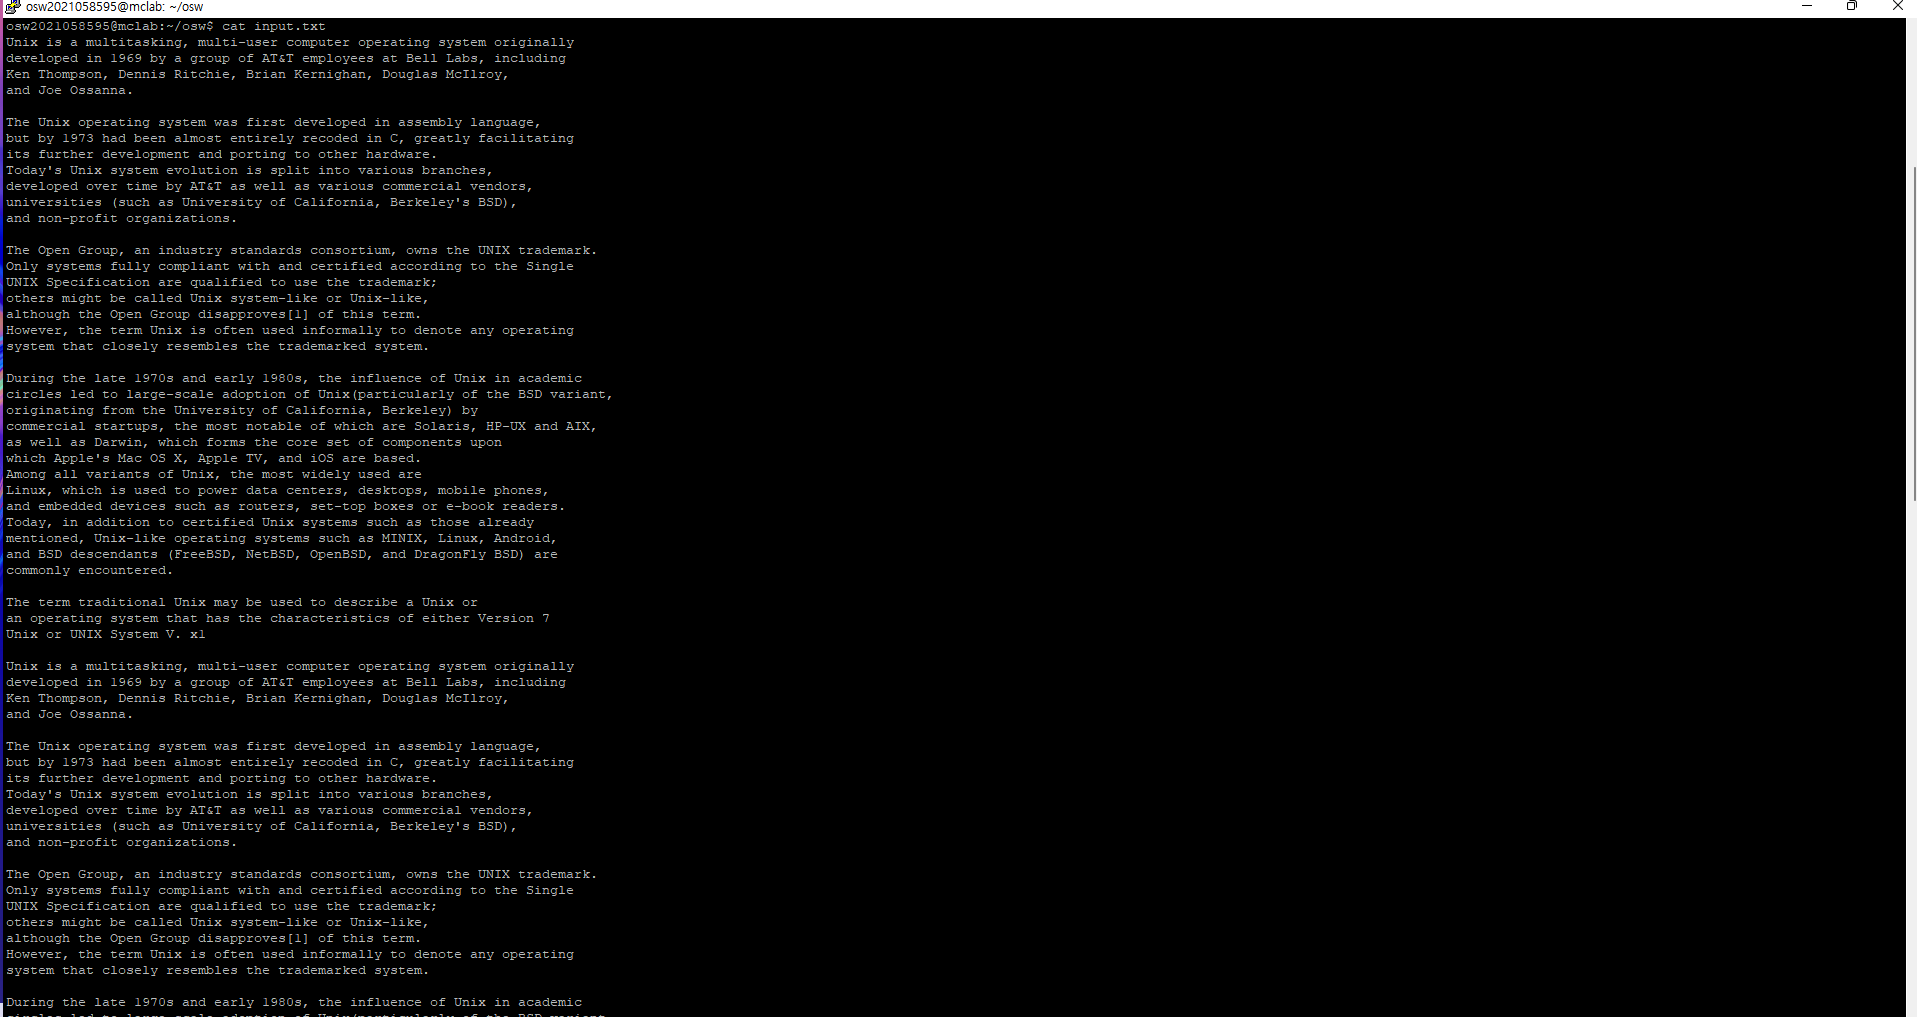 osw2021058595@mclab: ~/osw
osw2021058595@mclab:~/osw$ cat input.txt
Unix is a multitasking, multi-user computer operating system originally
developed in 1969 by a group of AT&T employees at Bell Labs, including
Ken Thompson, Dennis Ritchie, Brian Kernighan, Douglas McIlroy,
and Joe Ossanna.

The Unix operating system was first developed in assembly language,
but by 1973 had been almost entirely recoded in C, greatly facilitating
its further development and porting to other hardware.
Today's Unix system evolution is split into various branches,
developed over time by AT&T as well as various commercial vendors,
universities (such as University of California, Berkeley's BSD),
and non-profit organizations.

The Open Group, an industry standards consortium, owns the UNIX trademark.
Only systems fully compliant with and certified according to the Single
UNIX Specification are qualified to use the trademark;
others might be called Unix system-like or Unix-like,
although the Open Group disapproves[1] of this term.
However, the term Unix is often used informally to denote any operating
system that closely resembles the trademarked system.

During the late 1970s and early 1980s, the influence of Unix in academic
circles led to large-scale adoption of Unix(particularly of the BSD variant,
originating from the University of California, Berkeley) by
commercial startups, the most notable of which are Solaris, HP-UX and AIX,
as well as Darwin, which forms the core set of components upon
which Apple's Mac OS X, Apple TV, and iOS are based.
Among all variants of Unix, the most widely used are
Linux, which is used to power data centers, desktops, mobile phones,
and embedded devices such as routers, set-top boxes or e-book readers.
Today, in addition to certified Unix systems such as those already
mentioned, Unix-like operating systems such as MINIX, Linux, Android,
and BSD descendants (FreeBSD, NetBSD, OpenBSD, and DragonFly BSD) are
commonly encountered.

The term traditional Unix may be used to describe a Unix or
an operating system that has the characteristics of either Version 7
Unix or UNIX System V. x1

Unix is a multitasking, multi-user computer operating system originally
developed in 1969 by a group of AT&T employees at Bell Labs, including
Ken Thompson, Dennis Ritchie, Brian Kernighan, Douglas McIlroy,
and Joe Ossanna.

The Unix operating system was first developed in assembly language,
but by 1973 had been almost entirely recoded in C, greatly facilitating
its further development and porting to other hardware.
Today's Unix system evolution is split into various branches,
developed over time by AT&T as well as various commercial vendors,
universities (such as University of California, Berkeley's BSD),
and non-profit organizations.

The Open Group, an industry standards consortium, owns the UNIX trademark.
Only systems fully compliant with and certified according to the Single
UNIX Specification are qualified to use the trademark;
others might be called Unix system-like or Unix-like,
although the Open Group disapproves[1] of this term.
However, the term Unix is often used informally to denote any operating
system that closely resembles the trademarked system.

During the late 1970s and early 1980s, the influence of Unix in academic